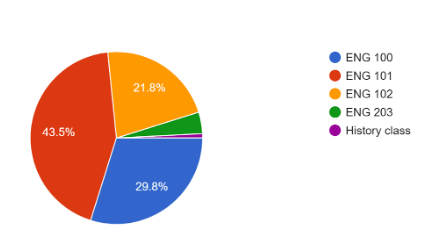 ENG 100
ENG 101
ENG 102
ENG 203
History class
21.8%
43.5%
29.8%